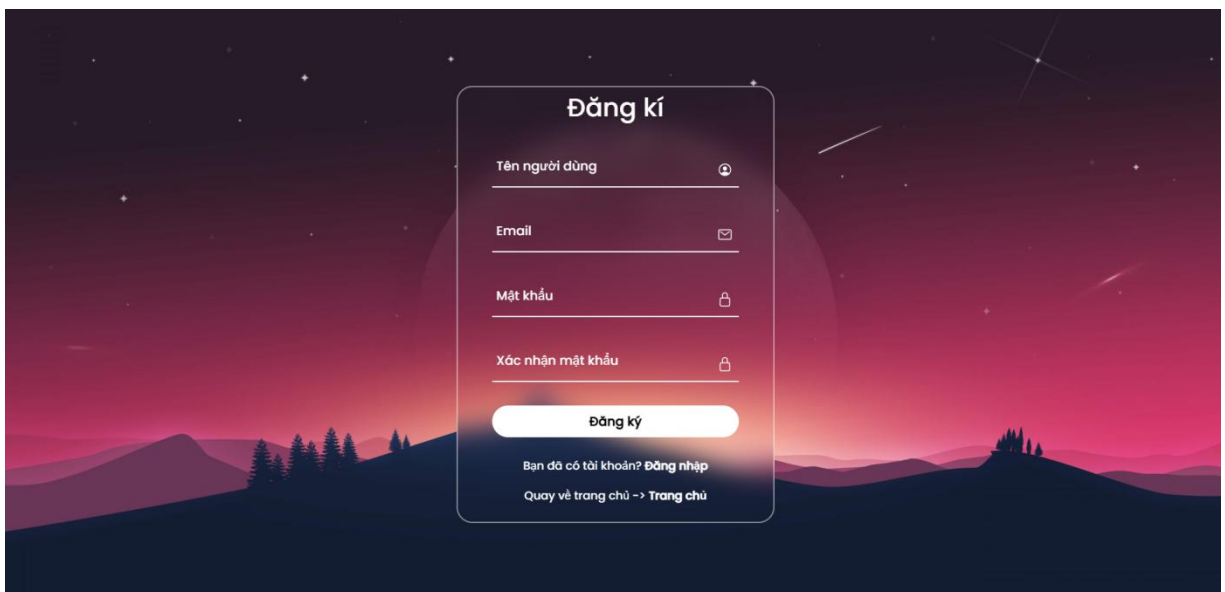 Đăng kí
Tên người dùng
Email
Mật khẩu
Xác nhận mật khẩu
Đăng ký
Bạn đã có tài khoản? Đăng nhập
Quay về trang chủ -> Trang chủ